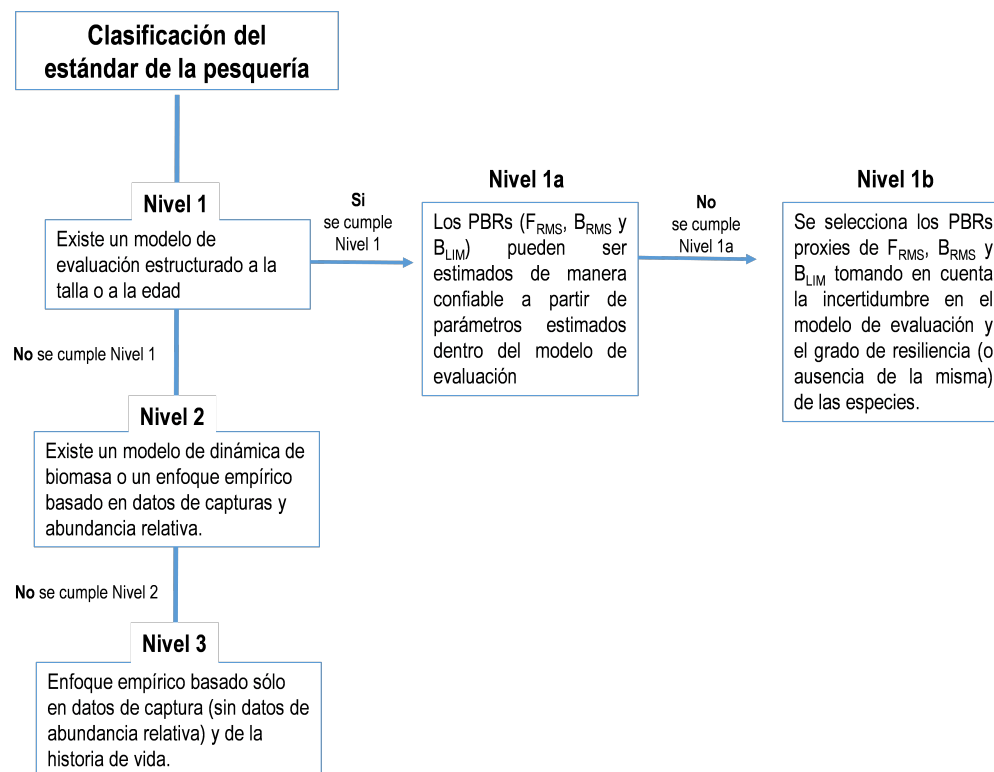 Clasificación del
estándar de la pesquería
Nivel 1
Existe un modelo de
evaluación estructurado a la
talla o a la edad
Si
se cumple
Nivel 1
Nivel 1a
Los PBRs (F_RMS, B_RMS y
B_LIM) pueden ser
estimados de manera
confiable a partir de
parámetros estimados
dentro del modelo de
evaluación
No
se cumple
Nivel 1a
Nivel 1b
Se selecciona los PBRs
proxies de F_RMS, B_RMS y
B_LIM tomando en cuenta
la incertidumbre en el
modelo de evaluación y
el grado de resiliencia (o
ausencia de la misma)
de las especies.
No se cumple Nivel 1
Nivel 2
Existe un modelo de dinámica de
biomasa o un enfoque empírico
basado en datos de capturas y
abundancia relativa.
No se cumple Nivel 2
Nivel 3
Enfoque empírico basado sólo
en datos de captura (sin datos de
abundancia relativa) y de la
historia de vida.